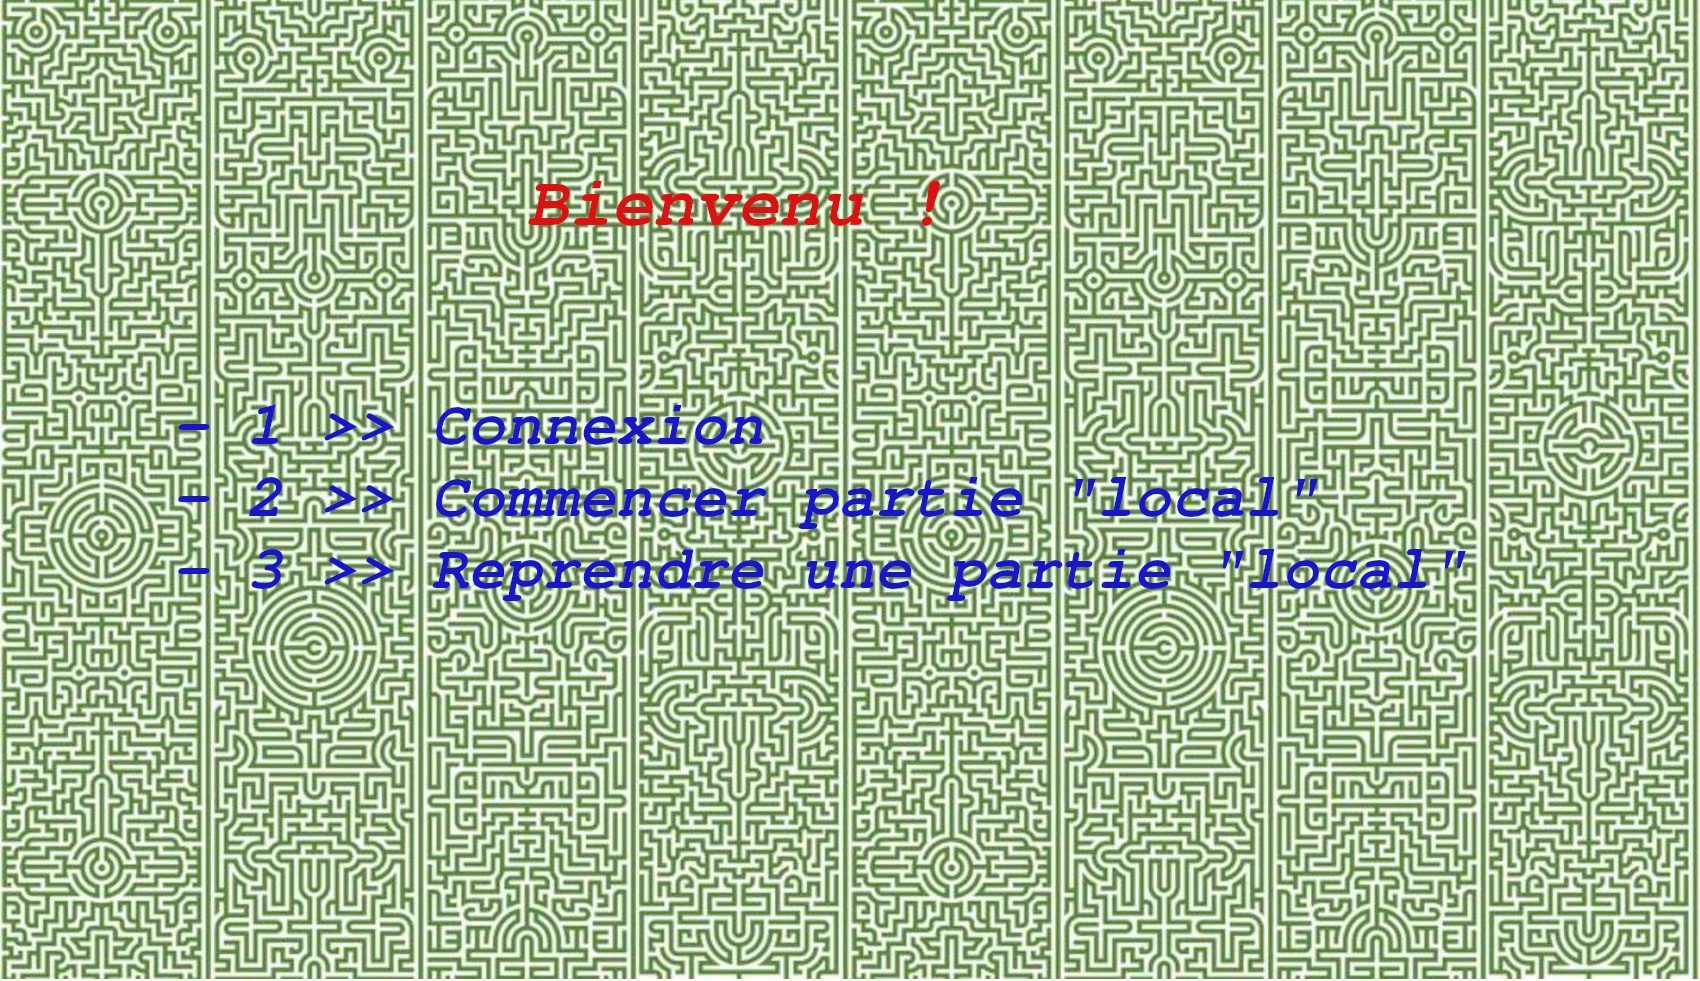 Bienvenu !
- 1 >> Connexion
- 2 >> Commencer partie "local"
- 3 >> Reprendre une partie "local"